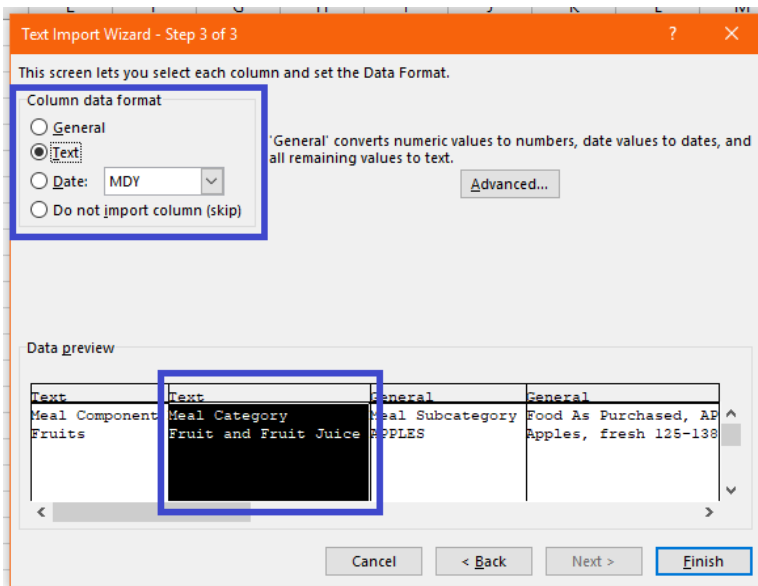 Text Import Wizard - Step 3 of 3 ?
This screen lets you select each column and set the Data Format.
Column data format
General
Text
Date: MDY
Do not import column (skip)
'General' converts numeric values to numbers, date values to dates, and
all remaining values to text.
Advanced...
Data preview
Text Text General General
Meal Component Meal Category Meal Subcategory Food As Purchased, AP
Fruits Fruit and Fruit Juice APPLES Apples, fresh 125-138
Cancel < Back Next > Finish